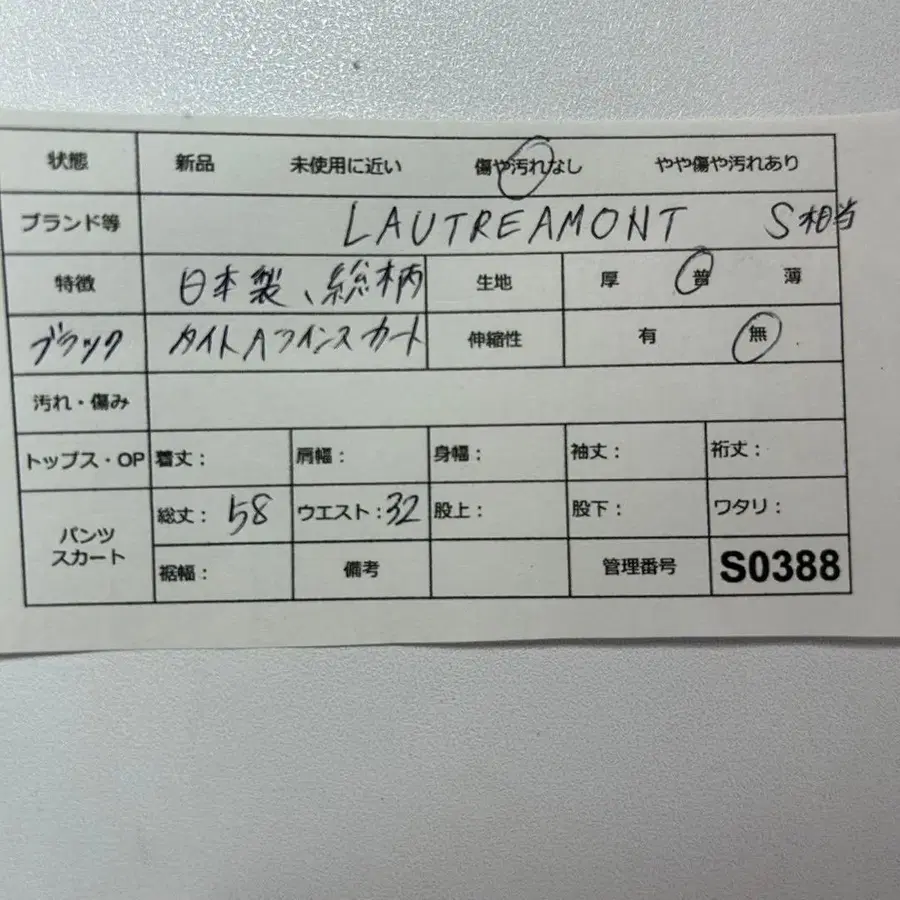 状態 新品 未使用に近い 傷や汚れなし やや傷や汚れあり
ブランド等 LAUTREAMONT S相当
特徴 日本製、総柄 生地 厚 普 薄
ブラック タイトAラインスカート 伸縮性 有 無
汚れ・傷み
トップス・OP 着丈: 肩幅: 身幅: 袖丈: 裄丈:
パンツ スカート 総丈: 58 ウエスト: 32 股上: 股下: ワタリ:
裾幅: 備考 管理番号 S0388